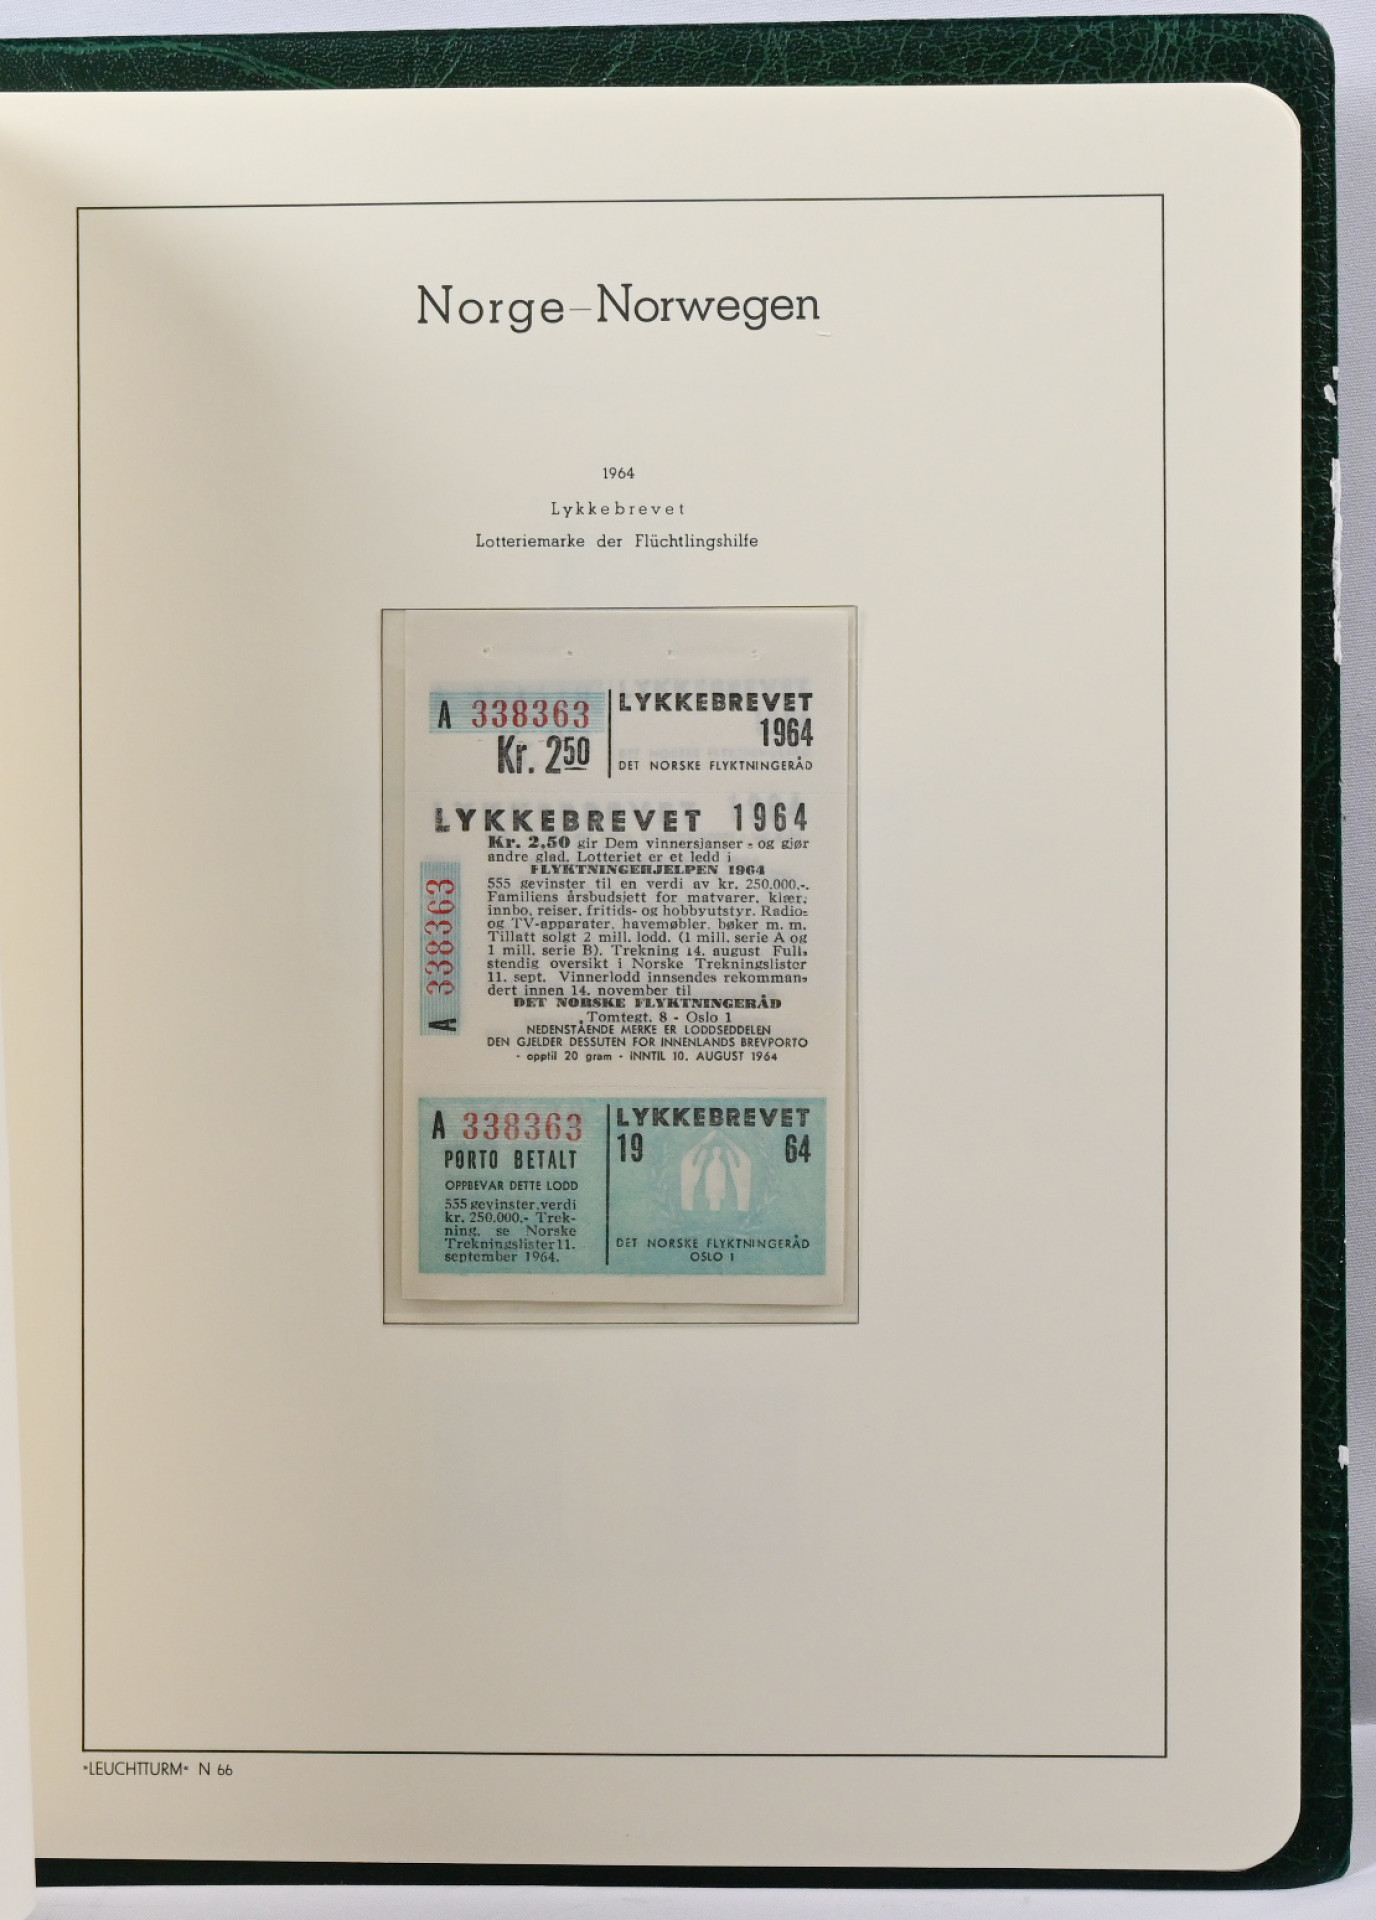 Norge–Norwegen
1964
Lykkebrevet
Lotteriemarke der Flüchtlingshilfe
A 338363
Kr. 2.50
LYKKEBREVET
1964
DET NORSKE FLYKTNINGERÅD
LYKKEBREVET 1964
Kr. 2,50 gir Dem vinnersjanser - og gjør
andre glad. Lotteriet er et ledd i
FLYKTNINGEHJELPEN 1964
555 gevinster til en verdi av kr. 250.000,-.
Familiens årsbudsjett for matvarer, klær,
innbo, reiser, fritids- og hobbyutstyr. Radio-
og TV-apparater, havemøbler, bøker m. m.
Tillatt solgt 2 mill. lodd. (1 mill. serie A og
1 mill. serie B). Trekning 14. august Full-
stendig oversikt i Norske Trekningslister
11. sept. Vinnerlodd innsendes rekomman-
dert innen 14. november til
DET NORSKE FLYKTNINGERÅD
Tomtegt. 8 - Oslo 1
NEDENSTÅENDE MERKE ER LODDSEDDELEN
DEN GJELDER DESSUTEN FOR INNENLANDS BREVPORTO
- opptil 20 gram - INNTIL 10. AUGUST 1964
A 338363
A 338363
PORTO BETALT
OPPBEVAR DETTE LODD
555 gevinster, verdi
kr. 250.000,- Trek-
ning. se Norske
Trekningslister 11.
september 1964.
LYKKEBREVET
19 64
DET NORSKE FLYKTNINGERÅD
OSLO 1
"LEUCHTTURM" N 66